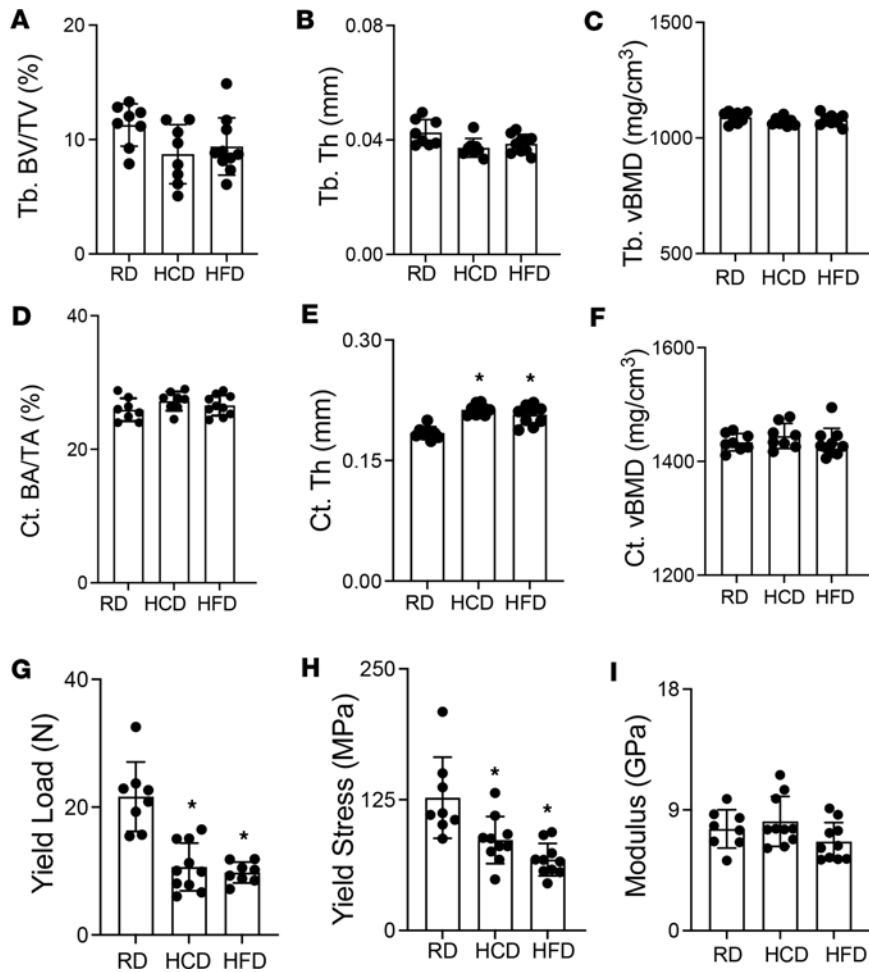 A
Tb. BV/TV (%)
20
10
0
RD HCD HFD
B
Tb. Th (mm)
0.08
0.04
0.00
RD HCD HFD
C
Tb. vBMD (mg/cm³)
1500
1000
500
RD HCD HFD
D
Ct. BA/TA (%)
40
20
0
RD HCD HFD
E
Ct. Th (mm)
0.30
0.15
0.00
* *
RD HCD HFD
F
Ct. vBMD (mg/cm³)
1600
1400
1200
RD HCD HFD
G
Yield Load (N)
40
20
0
* *
RD HCD HFD
H
Yield Stress (MPa)
250
125
0
* *
RD HCD HFD
I
Modulus (GPa)
18
9
0
RD HCD HFD